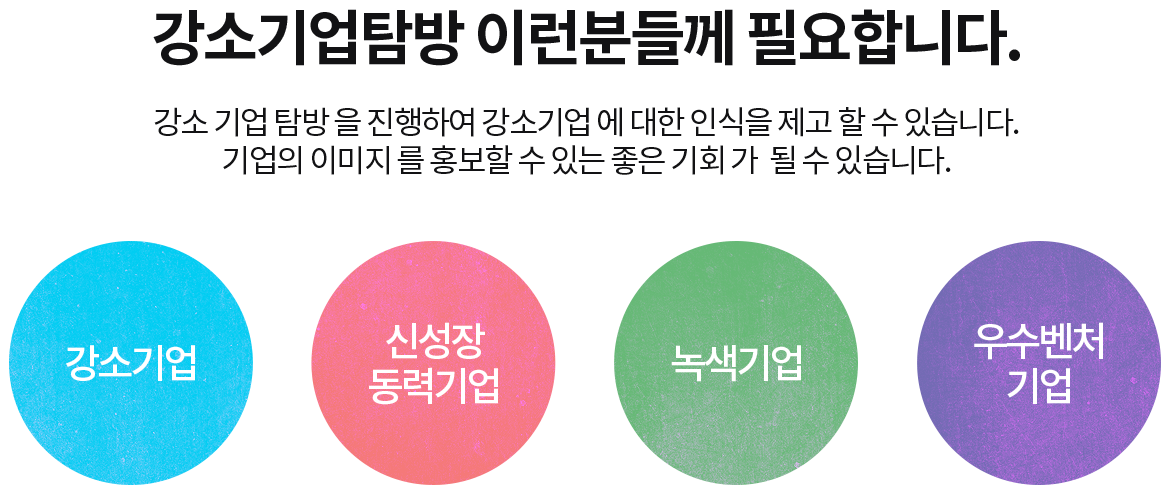 강소기업탐방 이런분들께 필요합니다.
강소 기업 탐방 을 진행하여 강소기업 에 대한 인식을 제고 할 수 있습니다.
기업의 이미지 를 홍보할 수 있는 좋은 기회 가 될 수 있습니다.
강소기업
신성장
동력기업
녹색기업
우수벤처
기업